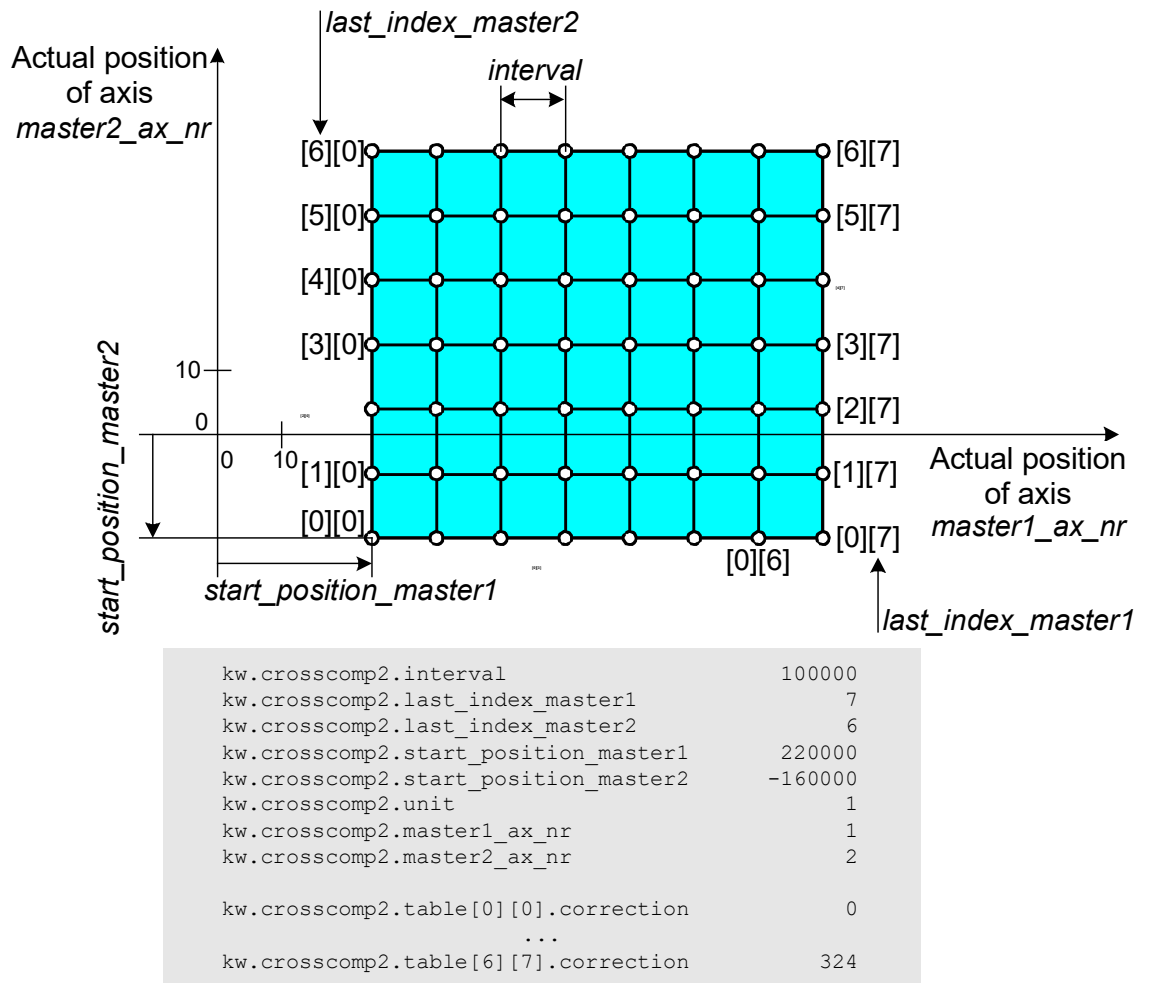 last_index_master2
Actual position
of axis
master2_ax_nr
interval
[6][0]
[6][7]
[5][0]
[5][7]
[4][0]
[3][0]
[3][7]
10
[2][7]
0
0
10
[1][0]
[1][7]
Actual position
of axis
master1_ax_nr
[0][0]
[0][7]
[0][6]
start_position_master2
start_position_master1
last_index_master1
kw.crosscomp2.interval 100000
kw.crosscomp2.last_index_master1 7
kw.crosscomp2.last_index_master2 6
kw.crosscomp2.start_position_master1 220000
kw.crosscomp2.start_position_master2 -160000
kw.crosscomp2.unit 1
kw.crosscomp2.master1_ax_nr 1
kw.crosscomp2.master2_ax_nr 2
kw.crosscomp2.table[0][0].correction 0
...
kw.crosscomp2.table[6][7].correction 324